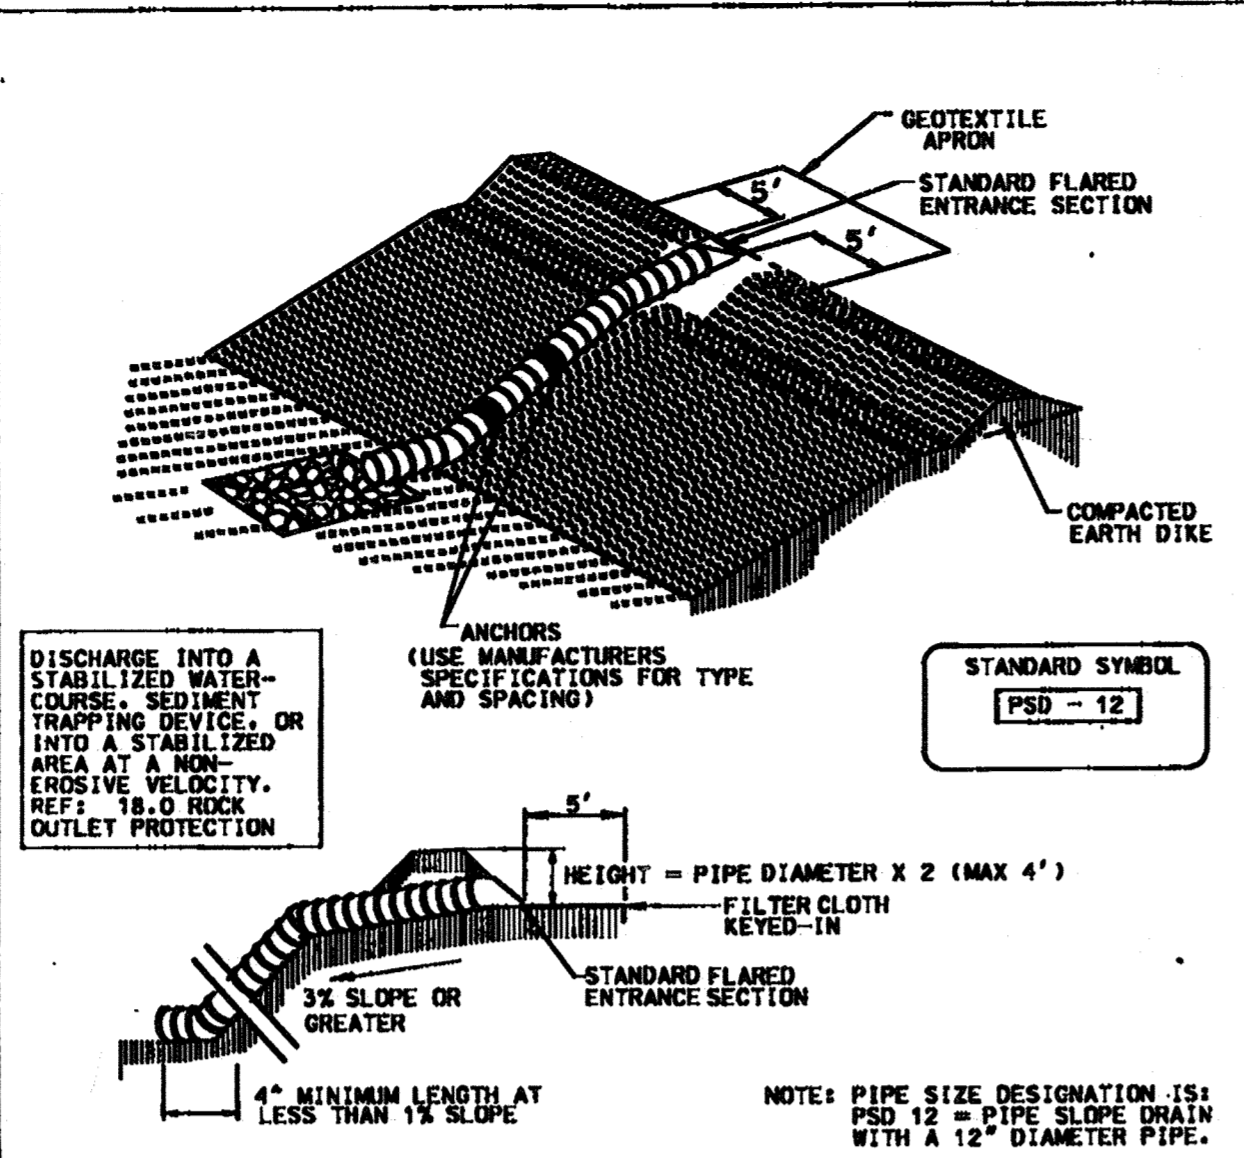 GEOTEXTILE
APRON
STANDARD FLARED
ENTRANCE SECTION
5'
5'
COMPACTED
EARTH DIKE
ANCHORS
(USE MANUFACTURERS
SPECIFICATIONS FOR TYPE
AND SPACING)
DISCHARGE INTO A
STABILIZED WATER-
COURSE. SEDIMENT
TRAPPING DEVICE. OR
INTO A STABILIZED
AREA AT A NON-
EROSIVE VELOCITY.
REF: 18.0 ROCK
OUTLET PROTECTION
STANDARD SYMBOL
PSD - 12
5'
HEIGHT = PIPE DIAMETER X 2 (MAX 4')
FILTER CLOTH
KEYED-IN
STANDARD FLARED
ENTRANCE SECTION
3% SLOPE OR
GREATER
4" MINIMUM LENGTH AT
LESS THAN 1% SLOPE
NOTE: PIPE SIZE DESIGNATION IS:
PSD 12 = PIPE SLOPE DRAIN
WITH A 12" DIAMETER PIPE.